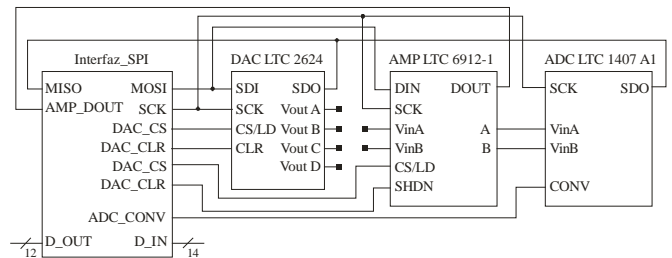 Interfaz_SPI
MISO MOSI
AMP_DOUT SCK
DAC_CS
DAC_CLR
DAC_CS
DAC_CLR
ADC_CONV
D_OUT D_IN
12 14
DAC LTC 2624
SDI SDO
SCK Vout A
CS/LD Vout B
CLR Vout C
Vout D
AMP LTC 6912-1
DIN DOUT
SCK
VinA A
VinB B
CS/LD
SHDN
ADC LTC 1407 A1
SCK SDO
VinA
VinB
CONV